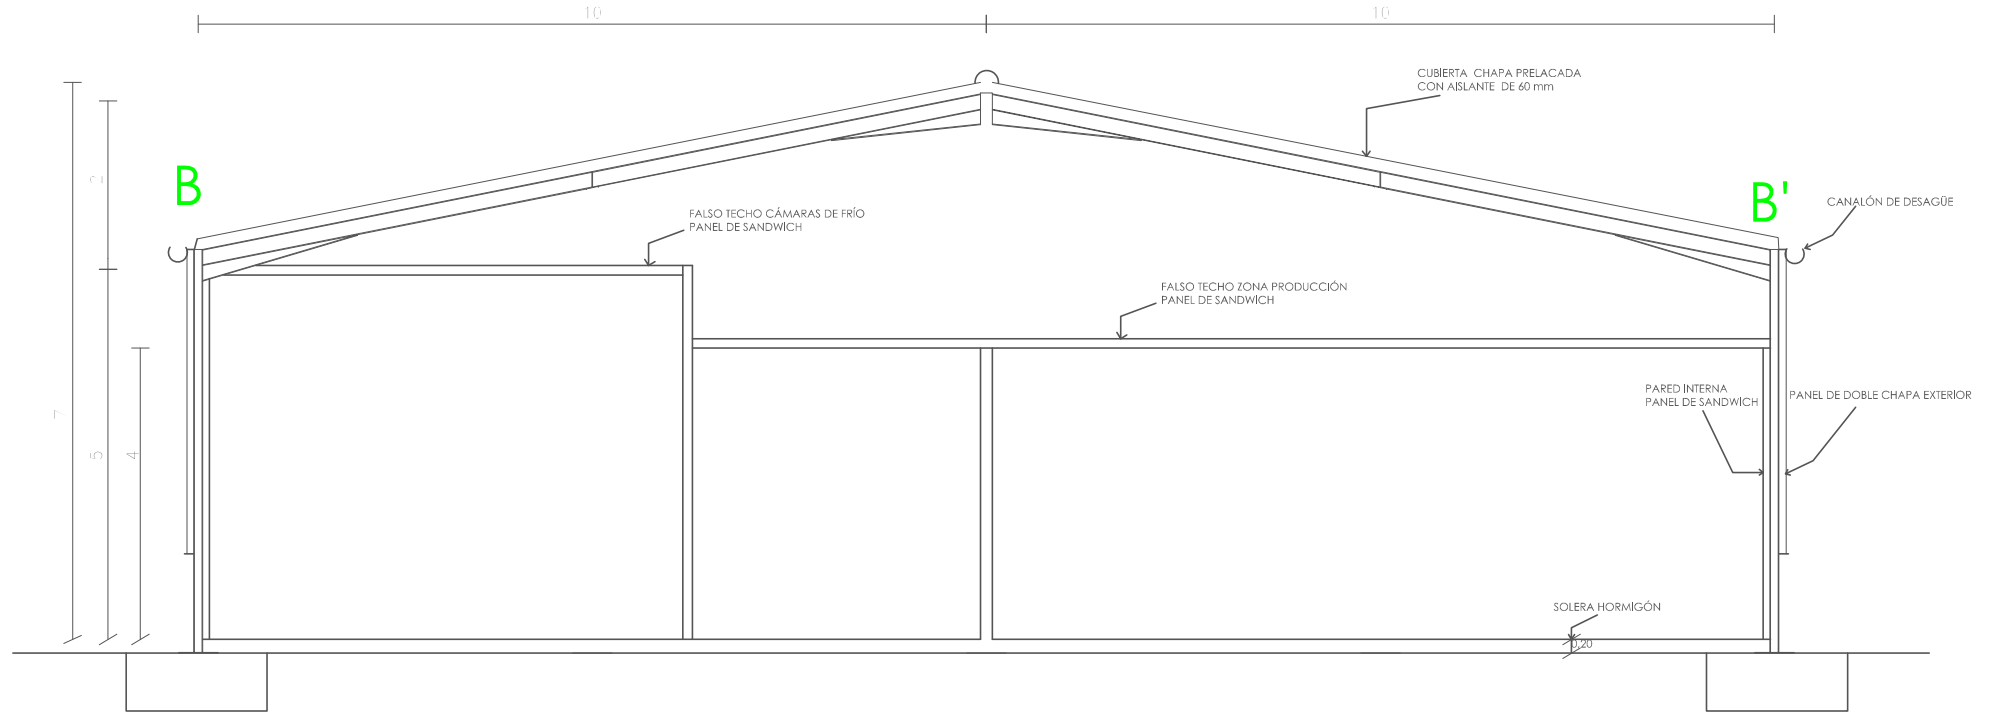 10 10
CUBIERTA CHAPA PRELACADA
CON AISLANTE DE 60 mm
2
B
B'
CANALÓN DE DESAGÜE
FALSO TECHO CÁMARAS DE FRÍO
PANEL DE SANDWICH
FALSO TECHO ZONA PRODUCCIÓN
PANEL DE SANDWICH
7
5
4
PARED INTERNA
PANEL DE SANDWICH
PANEL DE DOBLE CHAPA EXTERIOR
SOLERA HORMIGÓN
0,20